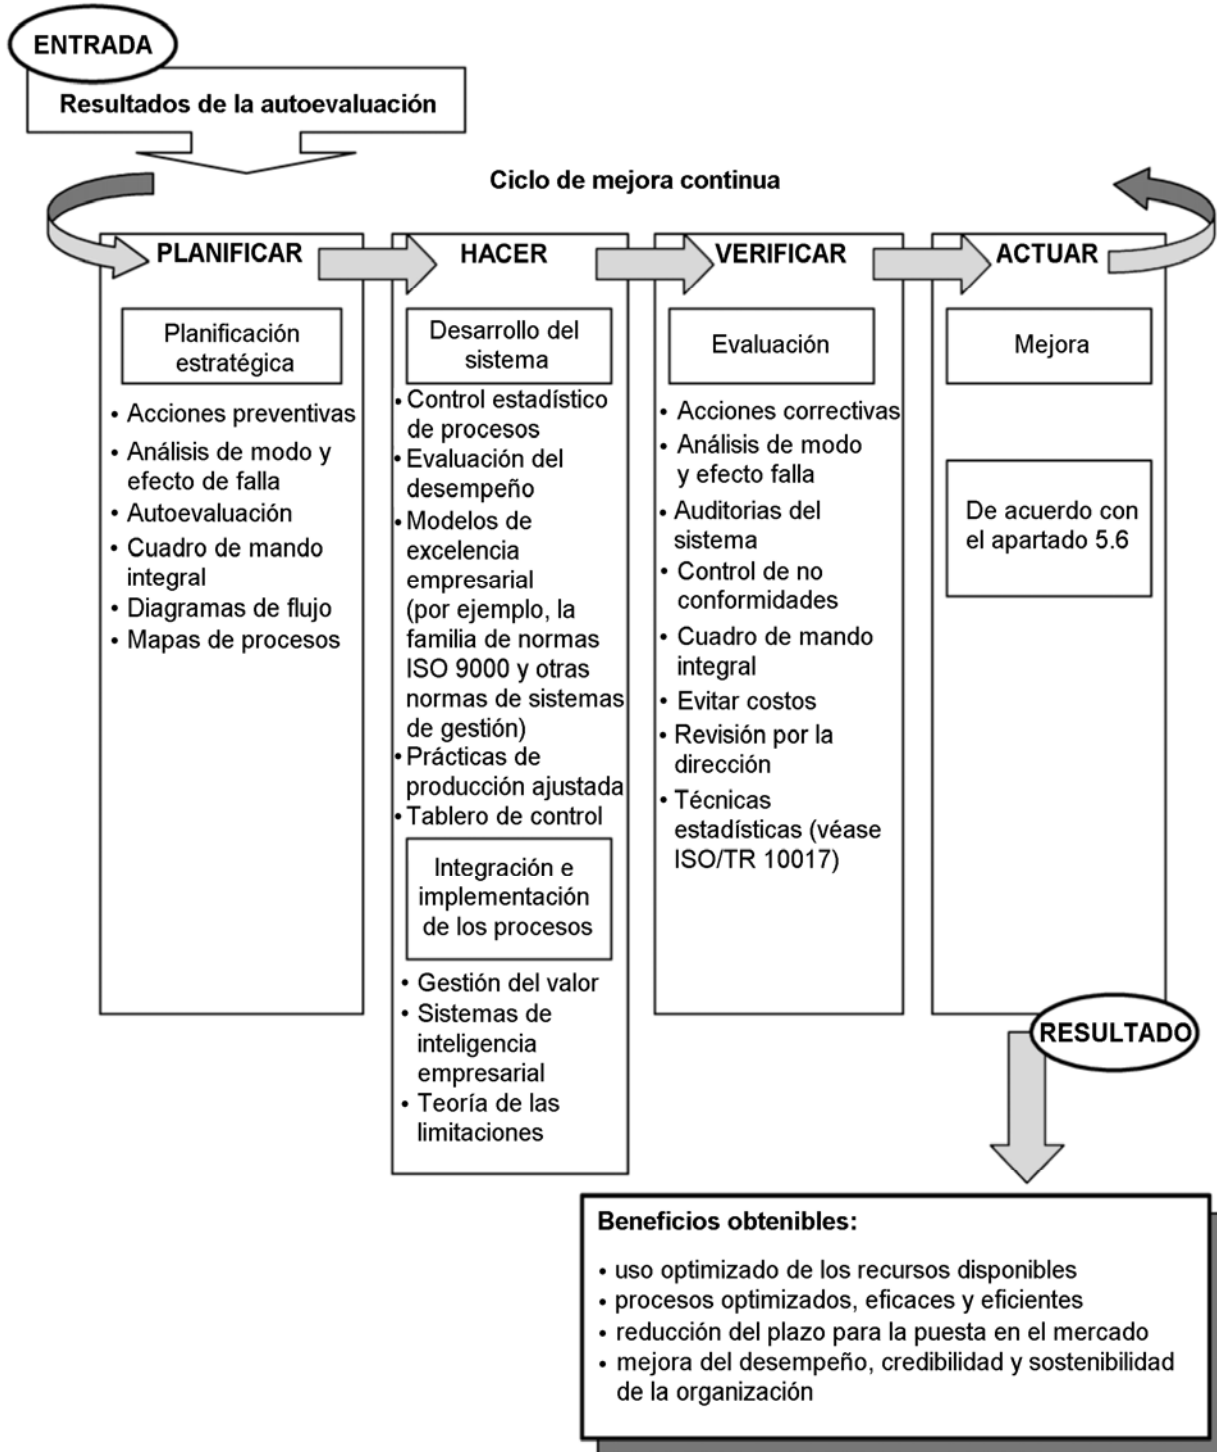 ENTRADA
Resultados de la autoevaluación
Ciclo de mejora continua
PLANIFICAR
Planificación
estratégica
• Acciones preventivas
• Análisis de modo y
efecto de falla
• Autoevaluación
• Cuadro de mando
integral
• Diagramas de flujo
• Mapas de procesos
HACER
Desarrollo del
sistema
• Control estadístico
de procesos
• Evaluación del
desempeño
• Modelos de
excelencia
empresarial
(por ejemplo, la
familia de normas
ISO 9000 y otras
normas de sistemas
de gestión)
• Prácticas de
producción ajustada
• Tablero de control
Integración e
implementación
de los procesos
• Gestión del valor
• Sistemas de
inteligencia
empresarial
• Teoría de las
limitaciones
VERIFICAR
Evaluación
• Acciones correctivas
• Análisis de modo
y efecto falla
• Auditorias del
sistema
• Control de no
conformidades
• Cuadro de mando
integral
• Evitar costos
• Revisión por la
dirección
• Técnicas
estadísticas (véase
ISO/TR 10017)
ACTUAR
Mejora
De acuerdo con
el apartado 5.6
RESULTADO
Beneficios obtenibles:
• uso optimizado de los recursos disponibles
• procesos optimizados, eficaces y eficientes
• reducción del plazo para la puesta en el mercado
• mejora del desempeño, credibilidad y sostenibilidad
de la organización